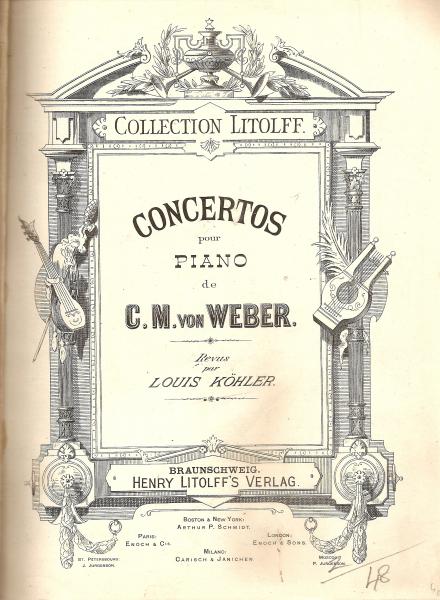 COLLECTION LITOLFF.
CONCERTOS
pour
PIANO
de
C. M. VON WEBER.
Revus
par
LOUIS KÖHLER.
BRAUNSCHWEIG.
HENRY LITOLFF'S VERLAG.
BOSTON & NEW YORK:
ARTHUR P. SCHMIDT.
PARIS:
ENOCH & CIE.
LONDON:
ENOCH & SONS.
ST. PETERSBOURG:
J. JURGENSON.
MILANO:
CARISCH & JÄNICHEN.
MOSCOU:
P. JURGENSON.
48